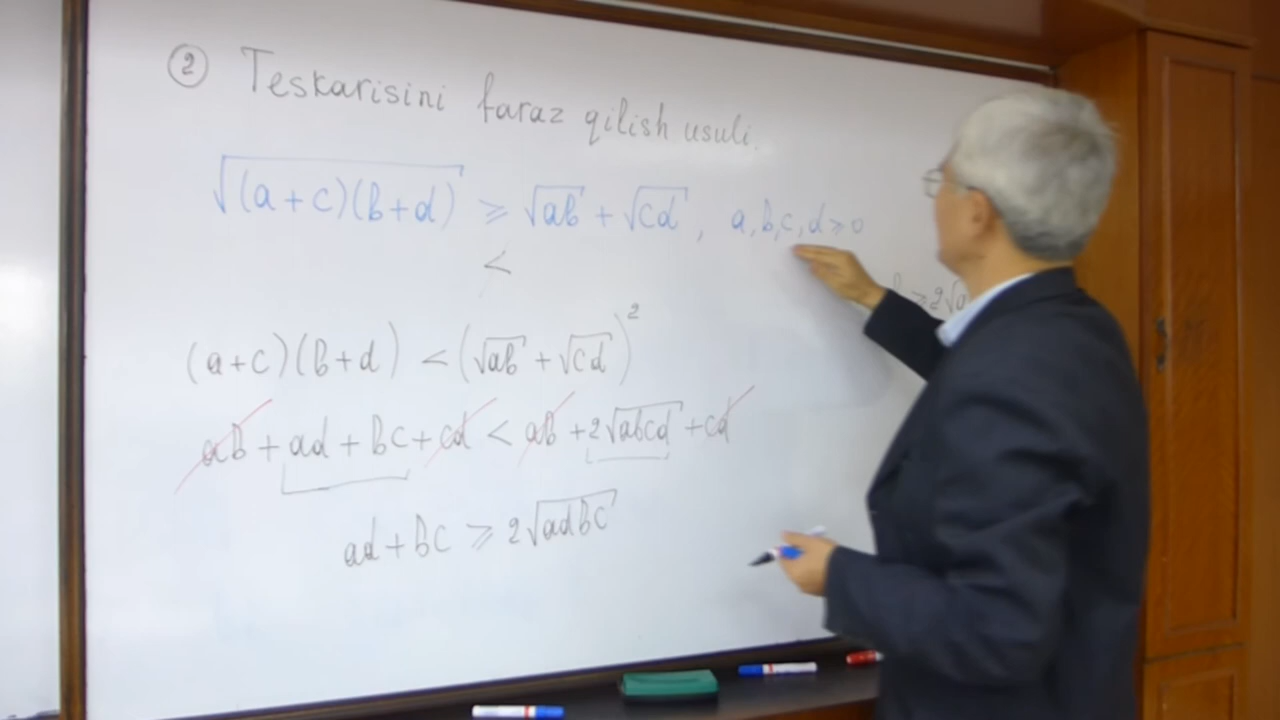 ② Teskarisini faraz qilish usuli.
√(a+c)(b+d) ⩾ √ab + √cd, a,b,c,d⩾0
<
(a+c)(b+d) < (√ab + √cd)²
ab + ad + bc + cd < ab + 2√abcd + cd
ad + bc ⩾ 2√adbc